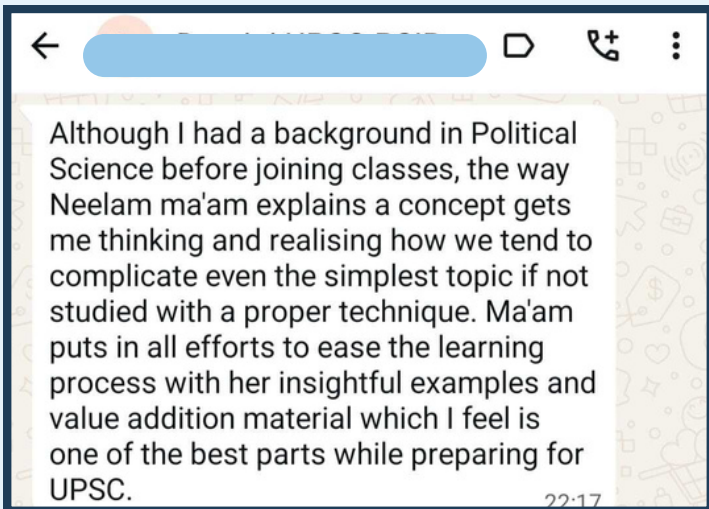 Although I had a background in Political
Science before joining classes, the way
Neelam ma'am explains a concept gets
me thinking and realising how we tend to
complicate even the simplest topic if not
studied with a proper technique. Ma'am
puts in all efforts to ease the learning
process with her insightful examples and
value addition material which I feel is
one of the best parts while preparing for
UPSC.
22:17